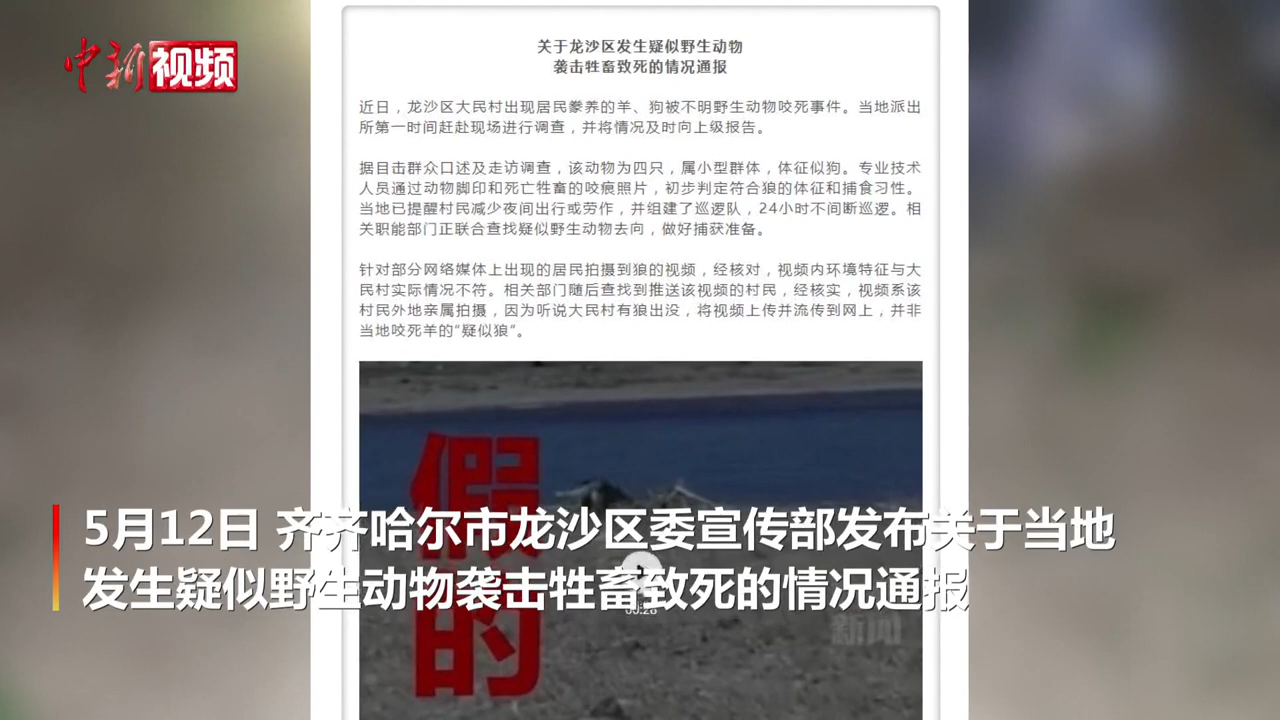 中新视频
关于龙沙区发生疑似野生动物
袭击牲畜致死的情况通报
近日，龙沙区大民村出现居民豢养的羊、狗被不明野生动物咬死事件。当地派出
所第一时间赶赴现场进行调查，并将情况及时向上级报告。
据目击群众口述及走访调查，该动物为四只，属小型群体，体征似狗。专业技术
人员通过动物脚印和死亡牲畜的咬痕照片，初步判定符合狼的体征和捕食习性。
当地已提醒村民减少夜间出行或劳作，并组建了巡逻队，24小时不间断巡逻。相
关职能部门正联合查找疑似野生动物去向，做好捕获准备。
针对部分网络媒体上出现的居民拍摄到狼的视频，经核对，视频内环境特征与大
民村实际情况不符。相关部门随后查找到推送该视频的村民，经核实，视频系该
村民外地亲属拍摄，因为听说大民村有狼出没，将视频上传并流传到网上，并非
当地咬死羊的“疑似狼”。
假的
5月12日 齐齐哈尔市龙沙区委宣传部发布关于当地
发生疑似野生动物袭击牲畜致死的情况通报
00:28
新闻